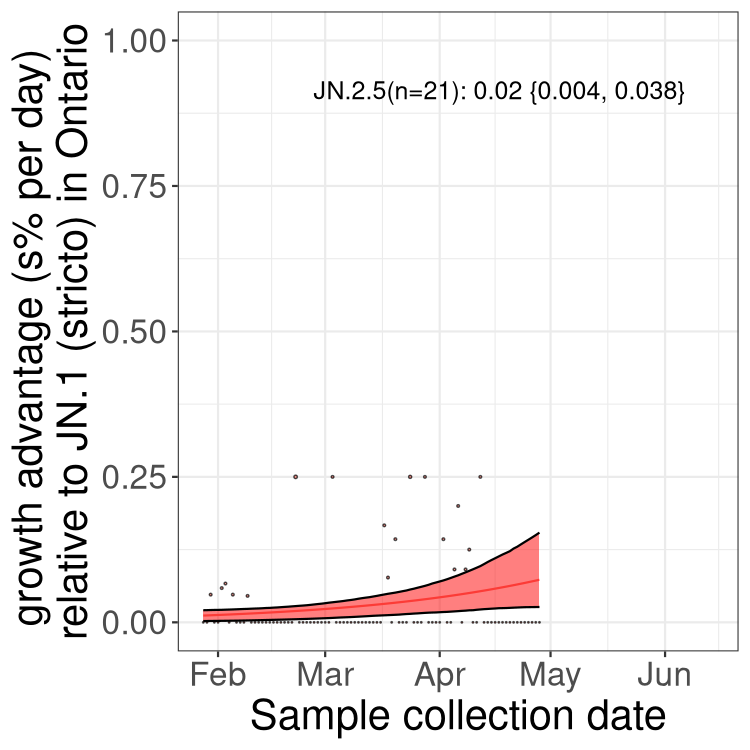 growth advantage (s% per day)
relative to JN.1 (stricto) in Ontario
1.00
JN.2.5(n=21): 0.02 {0.004, 0.038}
0.75
0.50
0.25
0.00
Feb Mar Apr May Jun
Sample collection date